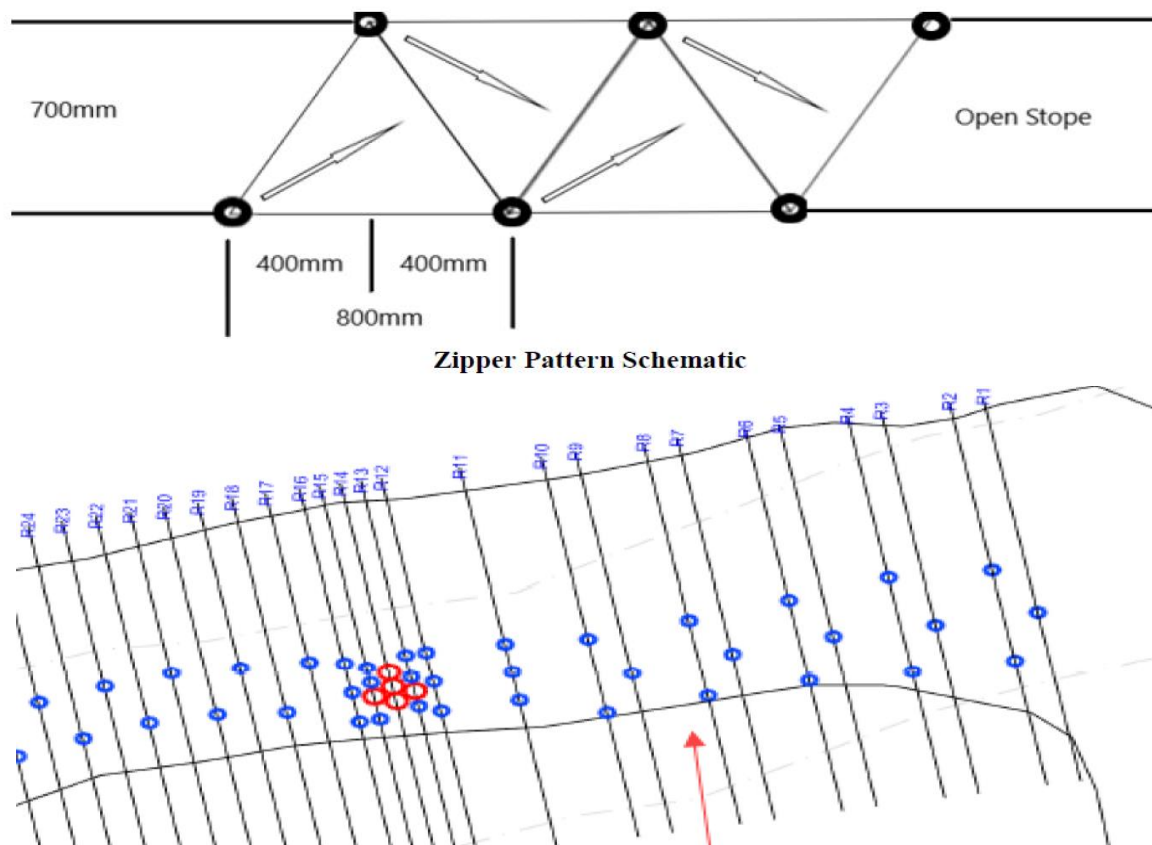 700mm
Open Stope
400mm
400mm
800mm
Zipper Pattern Schematic
R1
R2
R3
R4
R5
R6
R7
R8
R9
R10
R11
R12
R13
R14
R15
R16
R17
R18
R19
R20
R21
R22
R23
R24